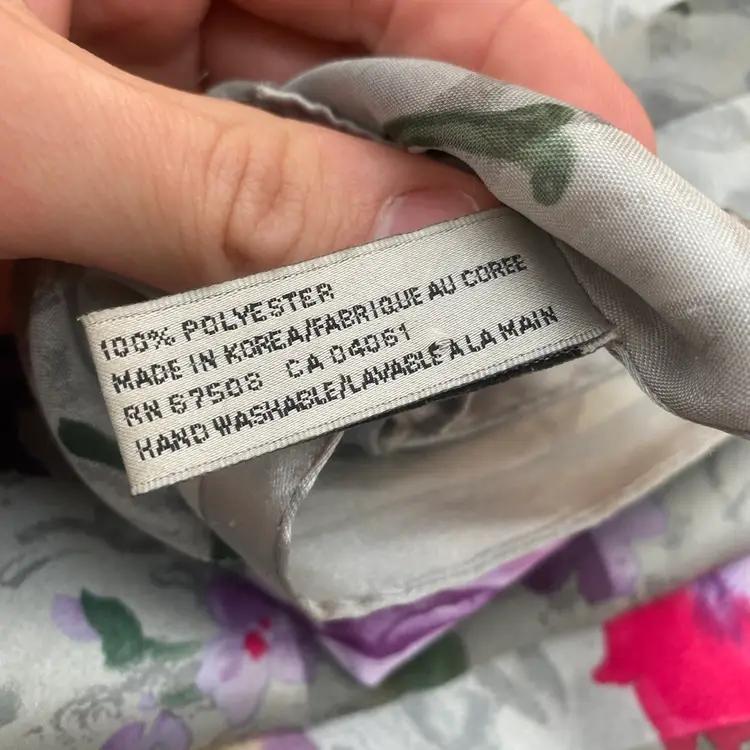 100% POLYESTER
MADE IN KOREA/FABRIQUE AU COREE
RN 67508 CA 04061
HAND WASHABLE/LAVABLE A LA MAIN